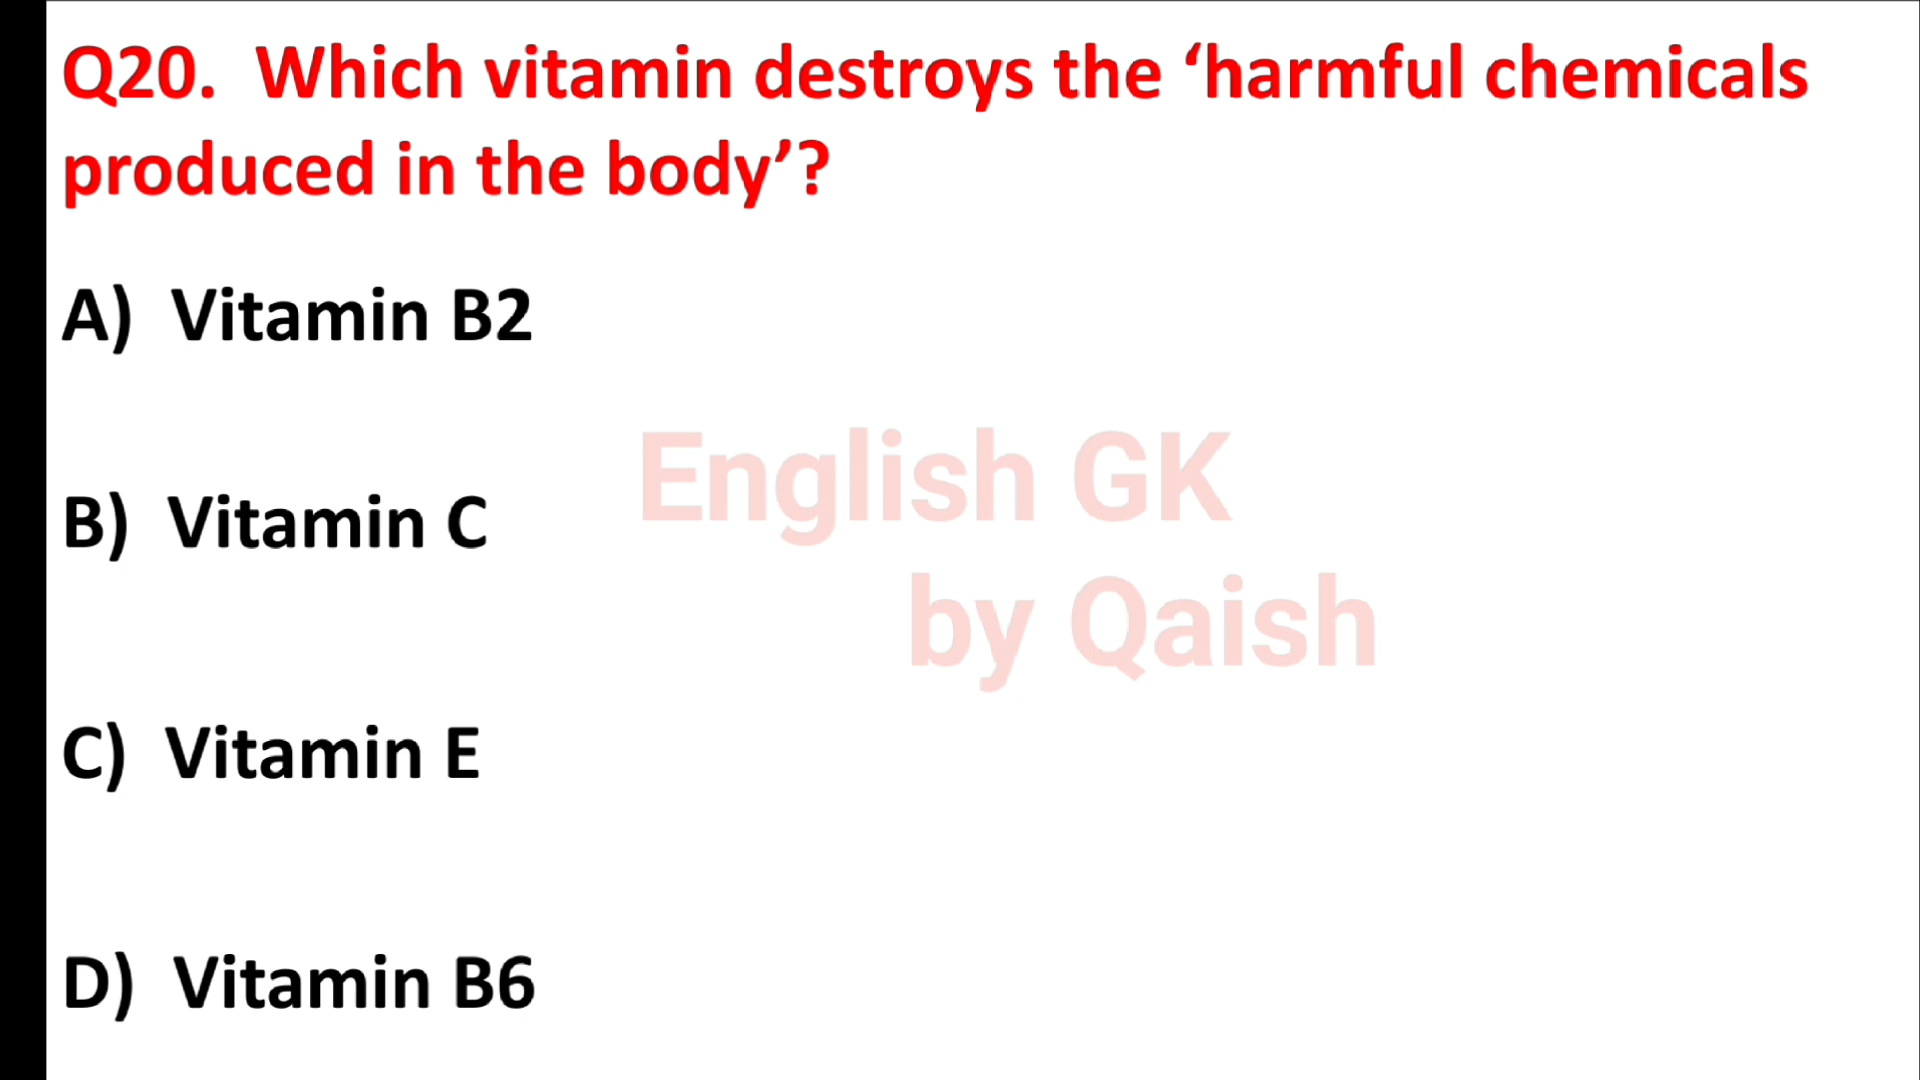 Q20. Which vitamin destroys the ‘harmful chemicals
produced in the body’?
A) Vitamin B2
B) Vitamin C
English GK
by Qaish
C) Vitamin E
D) Vitamin B6